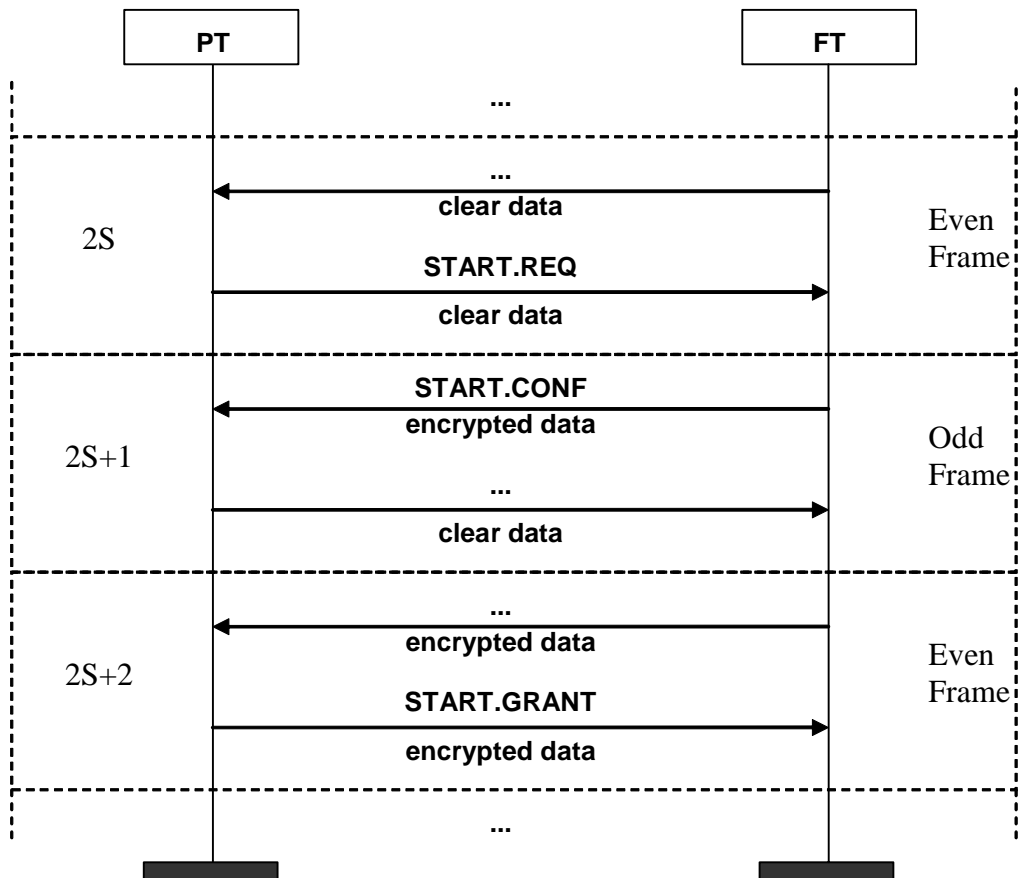 PT
FT
...
...
clear data
2S
Even
Frame
START.REQ
clear data
START.CONF
encrypted data
2S+1
Odd
Frame
...
clear data
...
encrypted data
2S+2
Even
Frame
START.GRANT
encrypted data
...